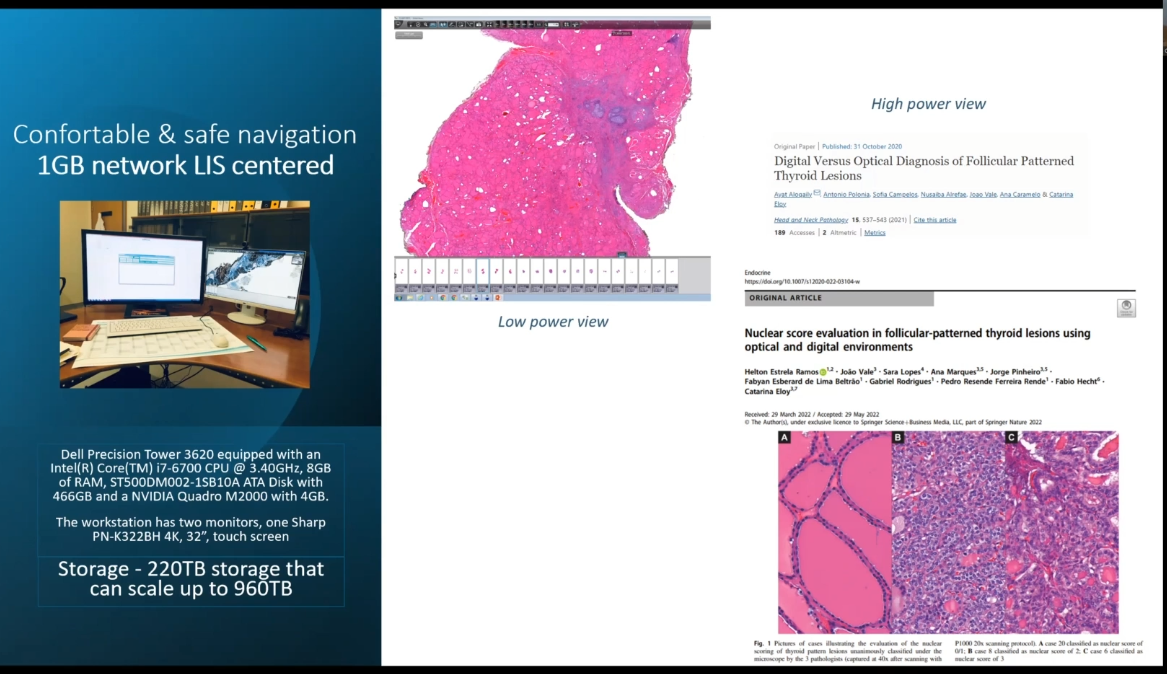 Confortable & safe navigation
1GB network LIS centered
Dell Precision Tower 3620 equipped with an
Intel(R) Core(TM) i7-6700 CPU @ 3.40GHz, 8GB
of RAM, ST500DM002-1SB10A ATA Disk with
466GB and a NVIDIA Quadro M2000 with 4GB.
The workstation has two monitors, one Sharp
PN-K322BH 4K, 32”, touch screen
Storage - 220TB storage that
can scale up to 960TB
Low power view
High power view
Original Paper | Published: 31 October 2020
Digital Versus Optical Diagnosis of Follicular Patterned
Thyroid Lesions
Ayat Aloqaily, Antonio Polonia, Sofia Campelos, Nusaiba Alrefae, Joao Vale, Ana Caramelo & Catarina
Eloy
Head and Neck Pathology 15, 537–543 (2021) | Cite this article
189 Accesses | 2 Altmetric | Metrics
Endocrine
https://doi.org/10.1007/s12020-022-03104-w
ORIGINAL ARTICLE
Nuclear score evaluation in follicular-patterned thyroid lesions using
optical and digital environments
Helton Estrela Ramos 1,2 · João Vale 3 · Sara Lopes 4 · Ana Marques 3,5 · Jorge Pinheiro 3,5 ·
Fabyan Esberard de Lima Beltrão 1 · Gabriel Rodrigues 1 · Pedro Resende Ferreira Rende 1 · Fabio Hecht 6 ·
Catarina Eloy 3,7
Received: 29 March 2022 / Accepted: 29 May 2022
© The Author(s), under exclusive licence to Springer Science+Business Media, LLC, part of Springer Nature 2022
A
B
C
Fig. 1 Pictures of cases illustrating the evaluation of the nuclear
scoring of thyroid pattern lesions unanimously classified under the
microscope by the 3 pathologists (captured at 40x after scanning with
P1000 20x scanning protocol). A case 20 classified as nuclear score of
0/1; B case 8 classified as nuclear score of 2; C case 6 classified as
nuclear score of 3